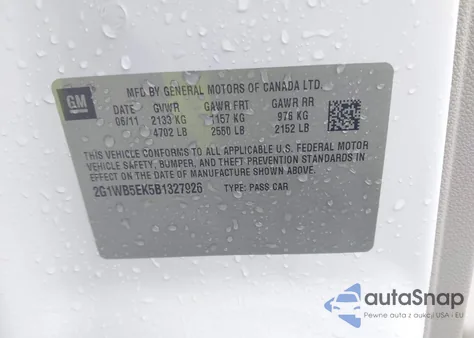 MFD BY GENERAL MOTORS OF CANADA LTD.
GM
DATE GVWR GAWR FRT GAWR RR
06/11 2133 KG 1157 KG 976 KG
4702 LB 2550 LB 2152 LB
THIS VEHICLE CONFORMS TO ALL APPLICABLE U.S. FEDERAL MOTOR
VEHICLE SAFETY, BUMPER, AND THEFT PREVENTION STANDARDS IN
EFFECT ON THE DATE OF MANUFACTURE SHOWN ABOVE.
2G1WB5EK5B1327926 TYPE: PASS CAR
autoSnap
Pewne auta z aukcji USA - EU